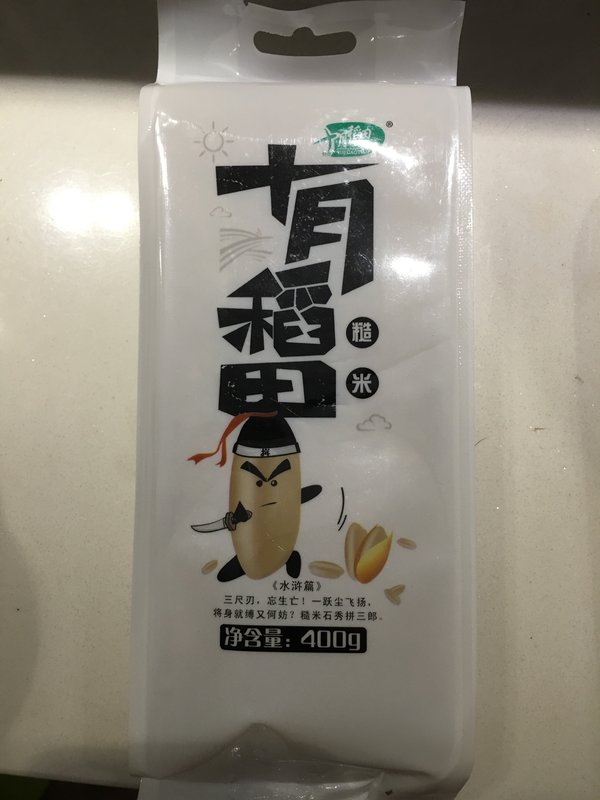 ®
有稻田
糙米
《水浒篇》
三尺刃，忘生亡！一跃尘飞扬、
将身就缚又何妨？糙米石秀拼三郎。
净含量：400g